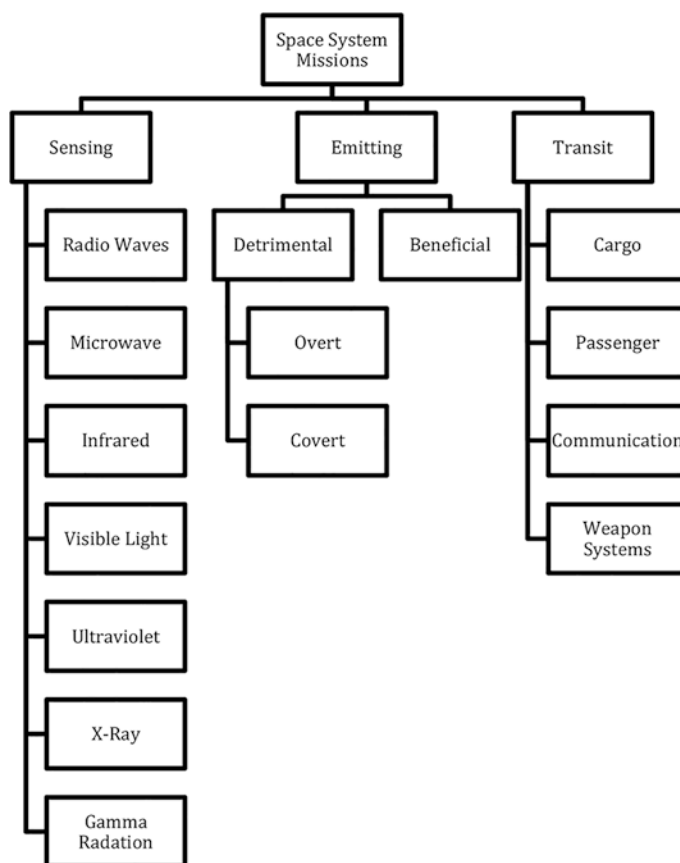 Space System
Missions
Sensing
Emitting
Transit
Radio Waves
Detrimental
Beneficial
Cargo
Microwave
Overt
Passenger
Infrared
Covert
Communication
Visible Light
Weapon
Systems
Ultraviolet
X-Ray
Gamma
Radation